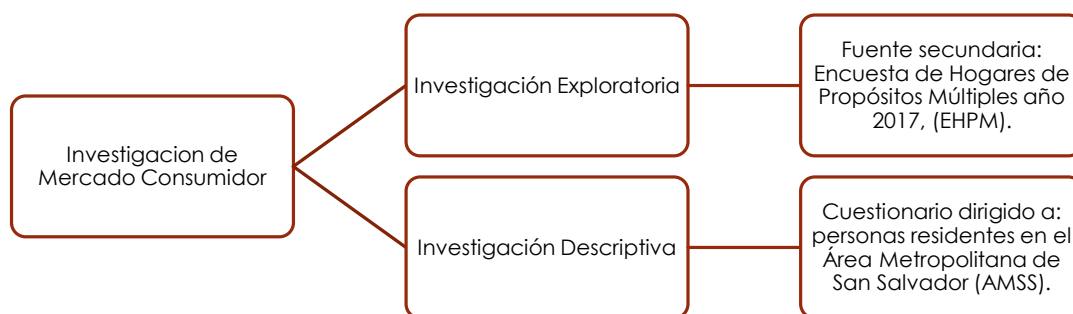 Investigacion de
Mercado Consumidor
Investigación Exploratoria
Fuente secundaria:
Encuesta de Hogares de
Propósitos Múltiples año
2017, (EHPM).
Investigación Descriptiva
Cuestionario dirigido a:
personas residentes en el
Área Metropolitana de
San Salvador (AMSS).